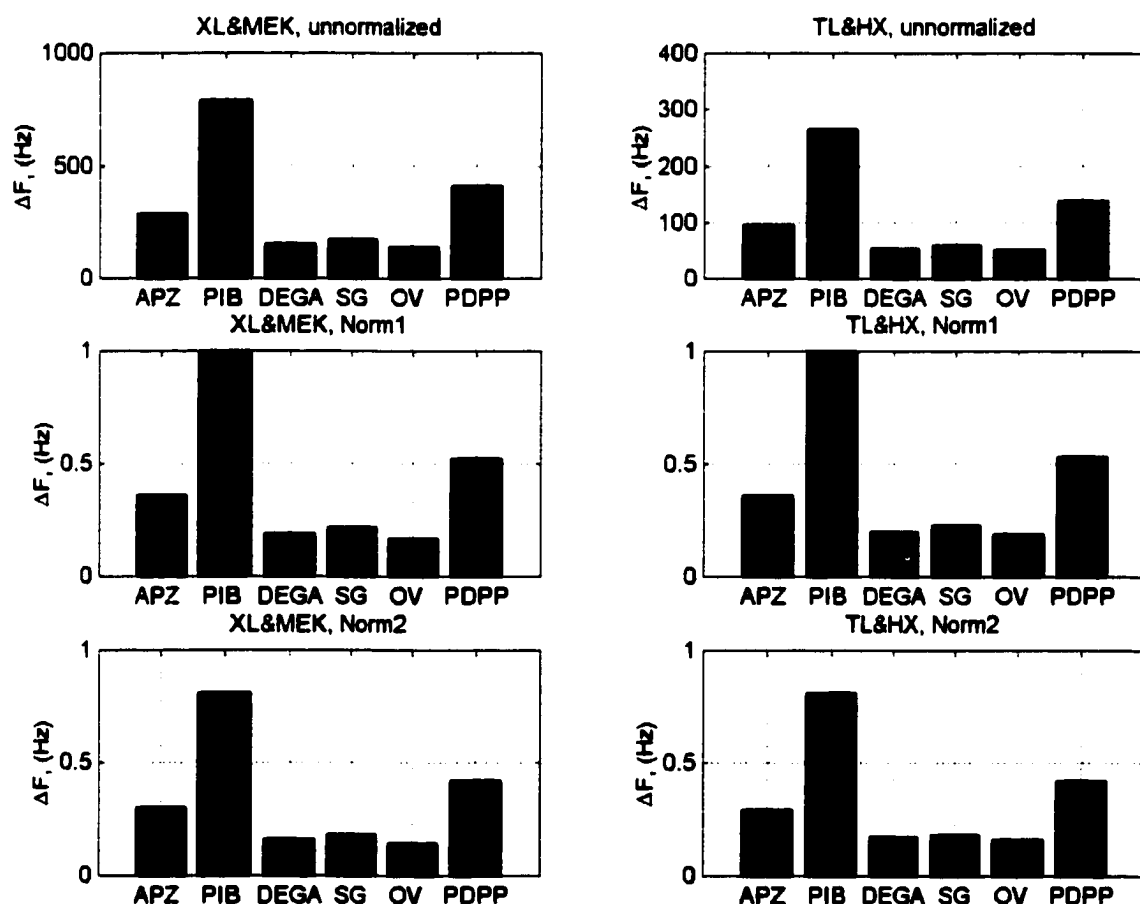 XL&MEK, unnormalized
1000
500
0
ΔF, (Hz)
APZ PIB DEGA SG OV PDPP
TL&HX, unnormalized
400
300
200
100
0
ΔF, (Hz)
APZ PIB DEGA SG OV PDPP
XL&MEK, Norm1
1
0.5
0
ΔF, (Hz)
APZ PIB DEGA SG OV PDPP
TL&HX, Norm1
1
0.5
0
ΔF, (Hz)
APZ PIB DEGA SG OV PDPP
XL&MEK, Norm2
1
0.5
0
ΔF, (Hz)
APZ PIB DEGA SG OV PDPP
TL&HX, Norm2
1
0.5
0
ΔF, (Hz)
APZ PIB DEGA SG OV PDPP